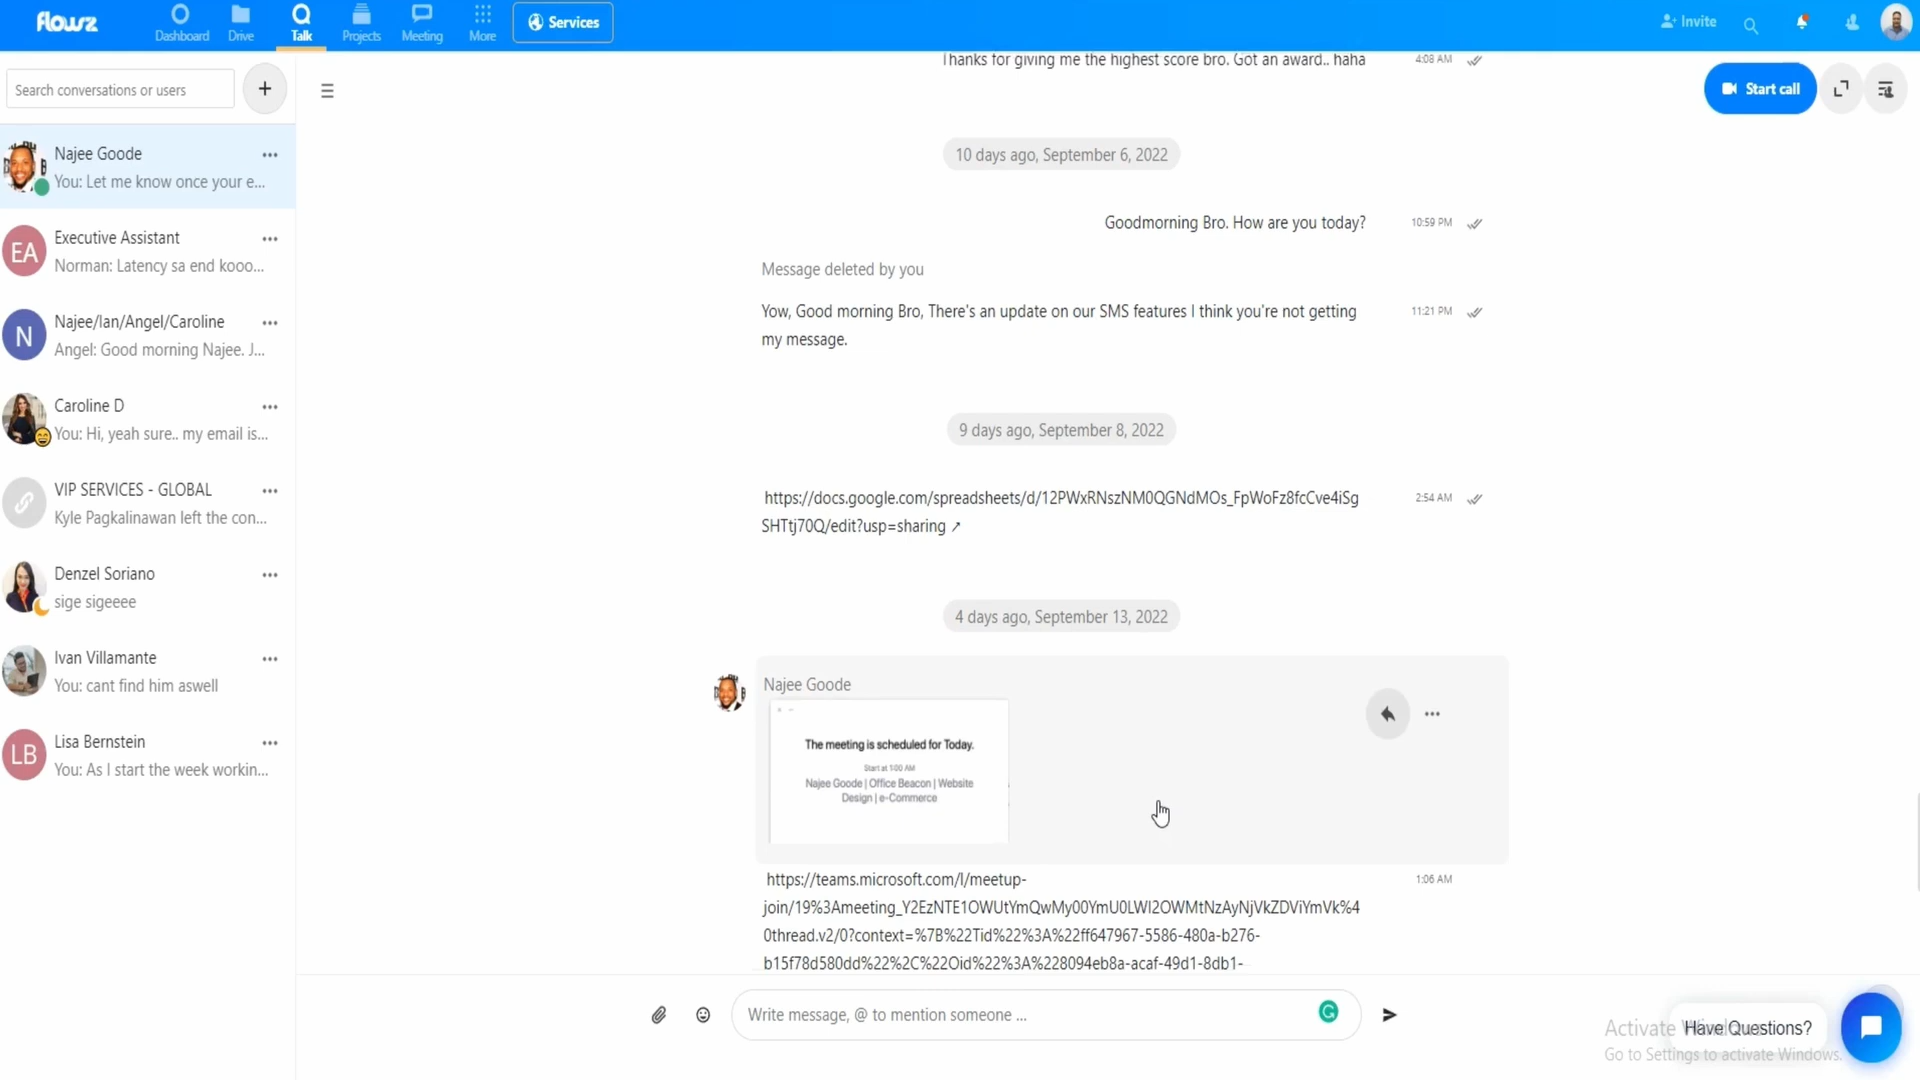 flowsz
Dashboard
Drive
Talk
Projects
Meeting
More
Services
Invite
Search conversations or users
+
Najee Goode
You: Let me know once your e...
EA
Executive Assistant
Norman: Latency sa end kooo...
N
Najee/Ian/Angel/Caroline
Angel: Good morning Najee. J...
Caroline D
You: Hi, yeah sure.. my email is...
VIP SERVICES - GLOBAL
Kyle Pagkalinawan left the con...
Denzel Soriano
sige sigeeee
Ivan Villamante
You: cant find him aswell
LB
Lisa Bernstein
You: As I start the week workin...
Thanks for giving me the highest score bro. Got an award.. haha
4:08 AM
Start call
10 days ago, September 6, 2022
Goodmorning Bro. How are you today?
10:59 PM
Message deleted by you
Yow, Good morning Bro, There's an update on our SMS features I think you're not getting
my message.
11:21 PM
9 days ago, September 8, 2022
https://docs.google.com/spreadsheets/d/12PWxRNszNM0QGNdMOs_FpWoFz8fcCve4iSg
SHTtj70Q/edit?usp=sharing ↗
2:54 AM
4 days ago, September 13, 2022
Najee Goode
The meeting is scheduled for Today.
Start at 1:00 AM
Najee Goode | Office Beacon | Website
Design | e-Commerce
https://teams.microsoft.com/l/meetup-
join/19%3Ameeting_Y2EzNTE1OWUtYmQwMy00YmU0LWI2OWMtNzAyNjVkZDViYmVk%4
0thread.v2/0?context=%7B%22Tid%22%3A%22ff647967-5586-480a-b276-
b15f78d580dd%22%2C%22Oid%22%3A%228094eb8a-acaf-49d1-8db1-
1:06 AM
Write message, @ to mention someone ...
G
Have Questions?
Activate Windows
Go to Settings to activate Windows.